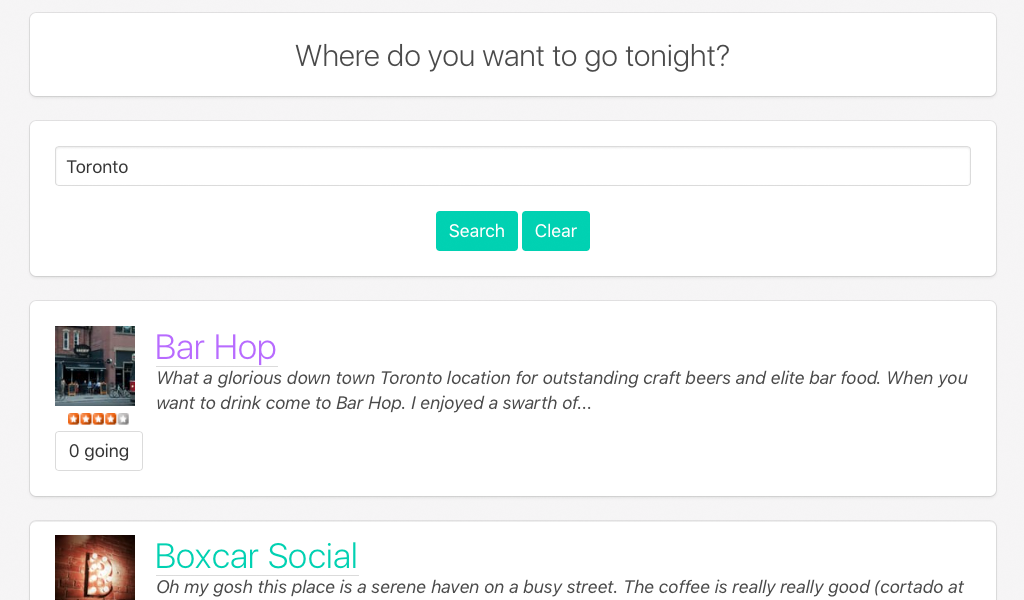 Where do you want to go tonight?
Toronto
Search Clear
Bar Hop
What a glorious down town Toronto location for outstanding craft beers and elite bar food. When you
want to drink come to Bar Hop. I enjoyed a swarth of...
0 going
Boxcar Social
Oh my gosh this place is a serene haven on a busy street. The coffee is really really good (cortado at